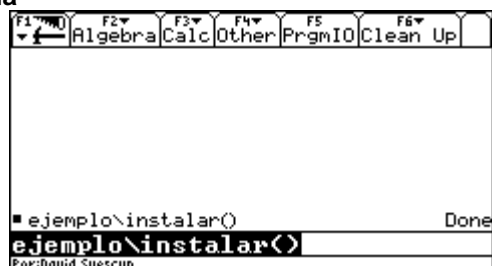 na
F1 F2 F3 F4 F5 F6
Algebra Calc Other PrgmIO Clean Up
ejemplo\instalar() Done
ejemplo\instalar()
Por:David Suescun